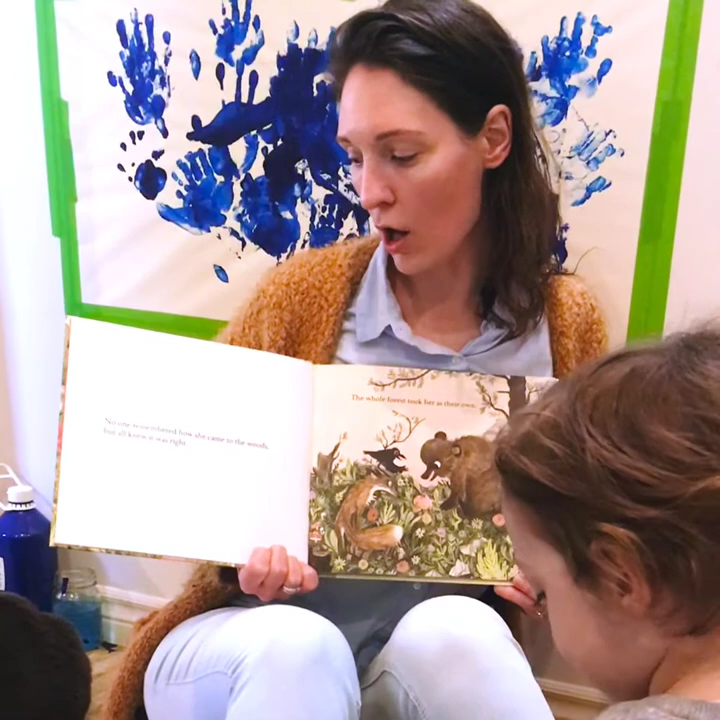 No one remembered how she came to the woods,
but all knew it was right.
The whole forest took her as their own.